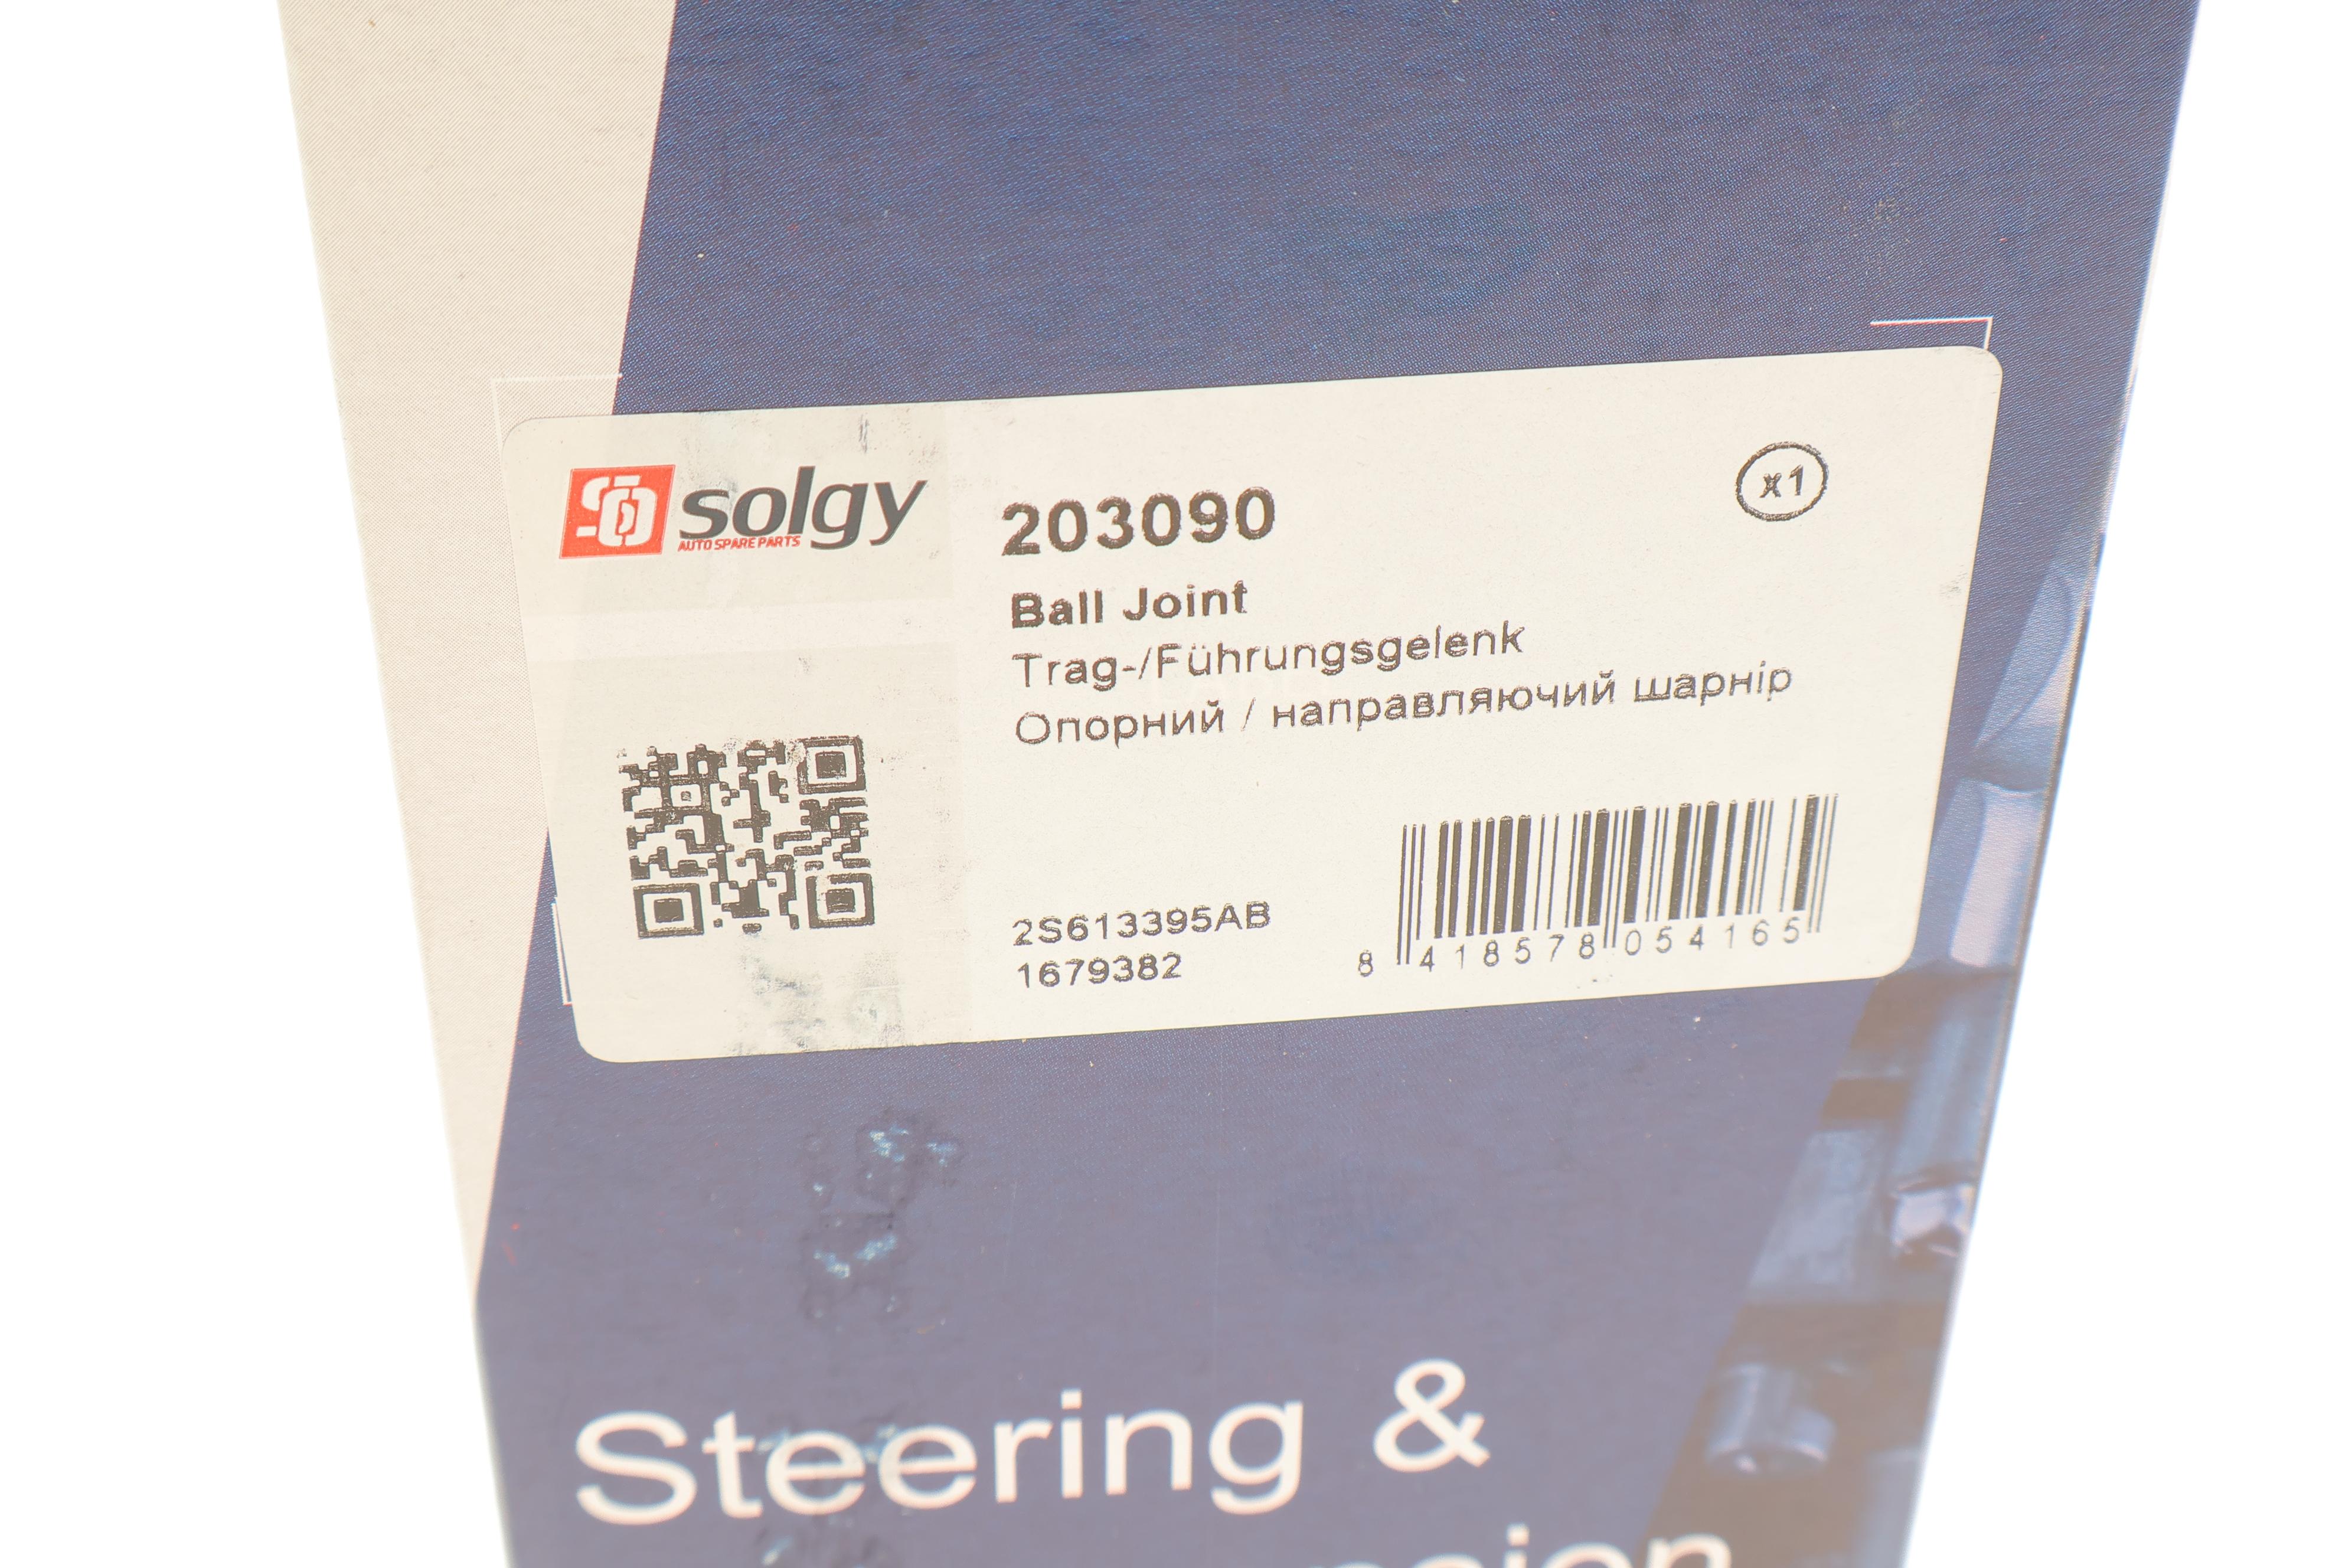 solgy
AUTO SPARE PARTS
203090
x1
Ball Joint
Trag-/Führungsgelenk
Опорний / направляючий шарнір
2S613395AB
1679382
8 418578 054165
Steering &